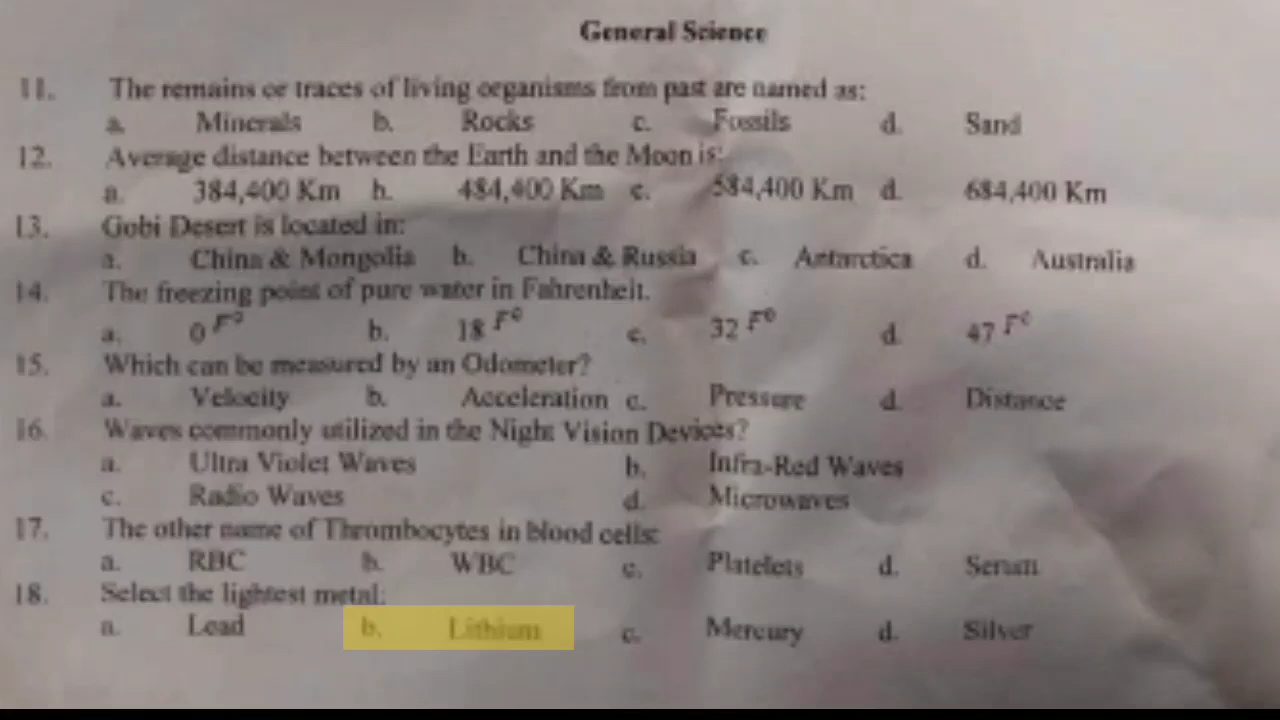 General Science
11. The remains or traces of living organisms from past are named as:
a. Minerals b. Rocks c. Fossils d. Sand
12. Average distance between the Earth and the Moon is:
a. 384,400 Km b. 484,400 Km c. 584,400 Km d. 684,400 Km
13. Gobi Desert is located in:
a. China & Mongolia b. China & Russia c. Antarctica d. Australia
14. The freezing point of pure water in Fahrenheit.
a. 0 F° b. 18 F° c. 32 F° d. 47 F°
15. Which can be measured by an Odometer?
a. Velocity b. Acceleration c. Pressure d. Distance
16. Waves commonly utilized in the Night Vision Devices?
a. Ultra Violet Waves b. Infra-Red Waves
c. Radio Waves d. Microwaves
17. The other name of Thrombocytes in blood cells:
a. RBC b. WBC c. Platelets d. Serum
18. Select the lightest metal:
a. Lead b. Lithium c. Mercury d. Silver